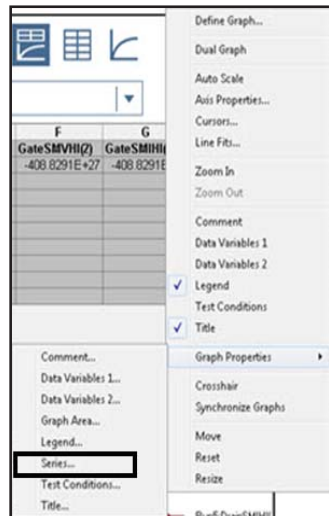 F G
GateSMVHI(2) GateSMIHI(
-408.8291E+27 -408.8291E
Define Graph...
Dual Graph
Auto Scale
Axis Properties...
Cursors...
Line Fits...
Zoom In
Zoom Out
Comment
Data Variables 1
Data Variables 2
Legend
Test Conditions
Title
Graph Properties
Crosshair
Synchronize Graphs
Move
Reset
Resize
Comment...
Data Variables 1...
Data Variables 2...
Graph Area...
Legend...
Series...
Test Conditions...
Title...